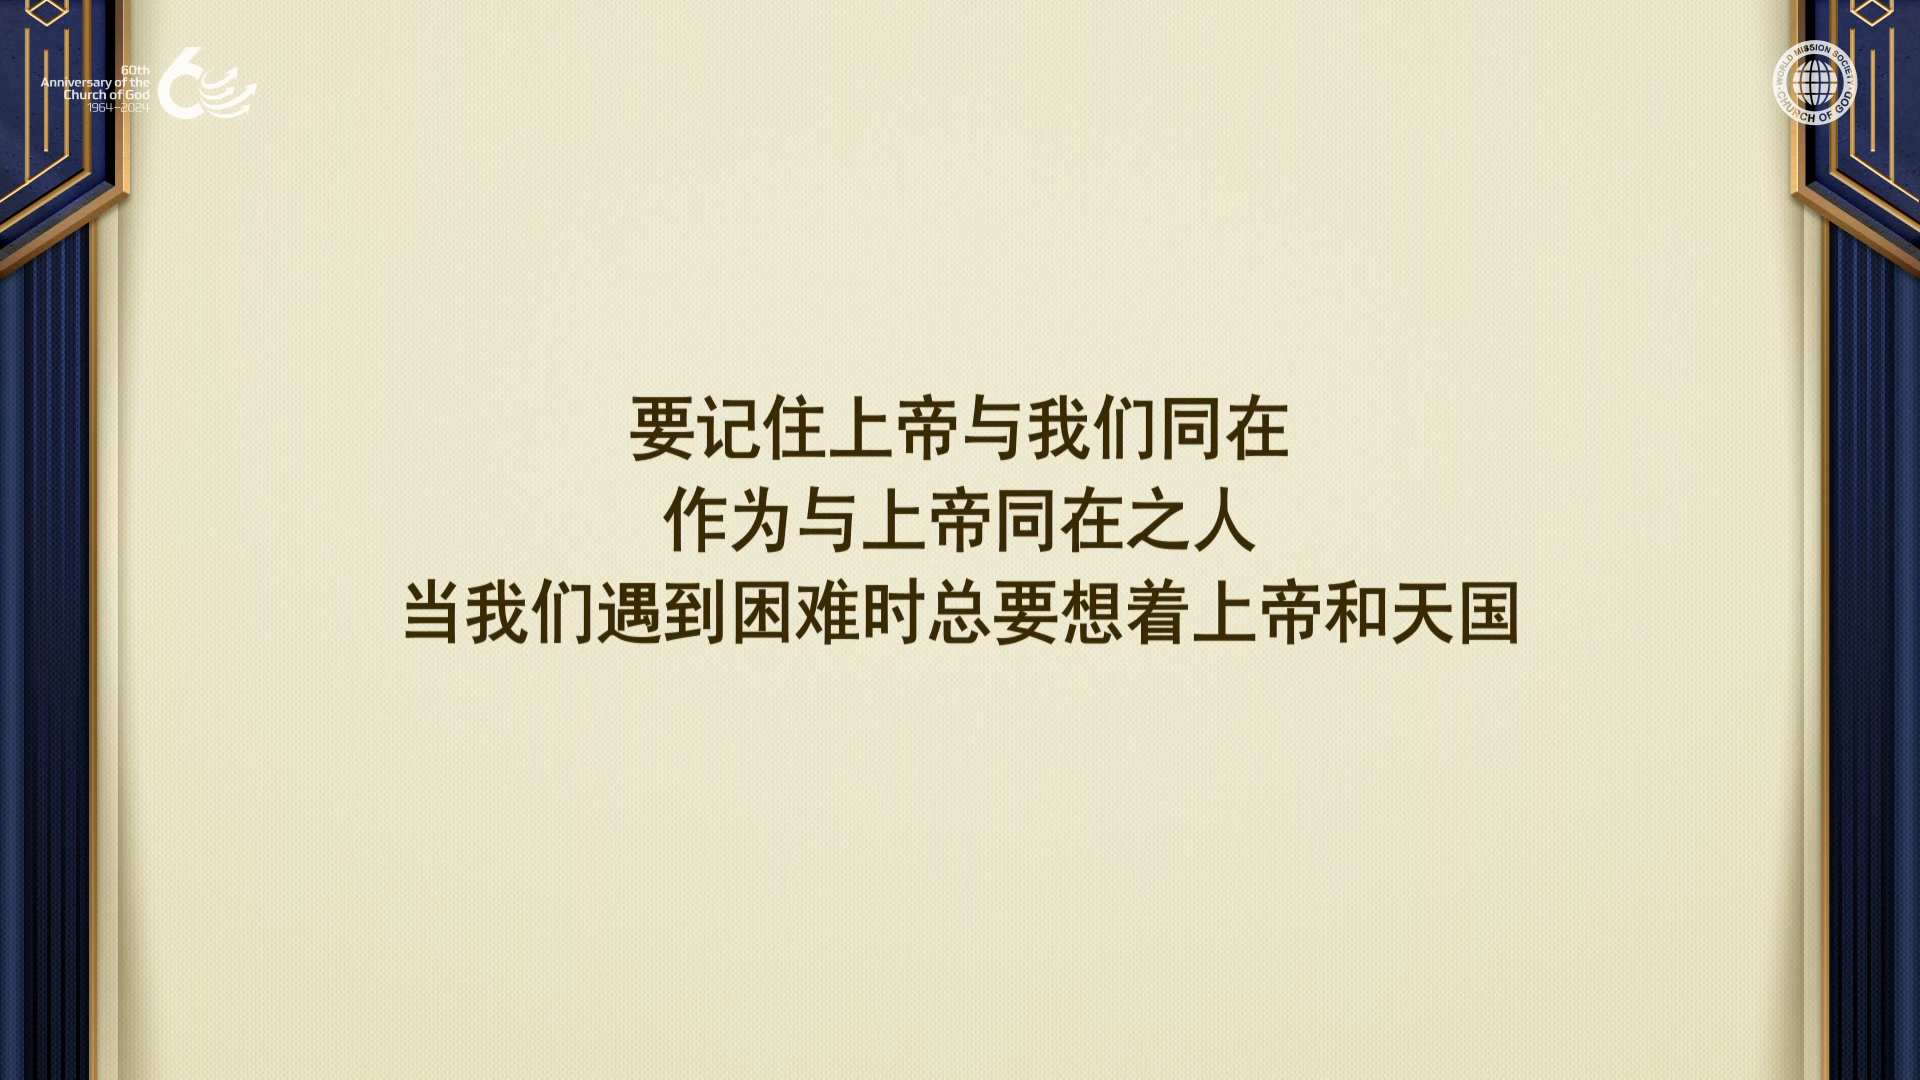 60th
Anniversary of the
Church of God
1964–2024
WORLD MISSION SOCIETY
CHURCH OF GOD
要记住上帝与我们同在
作为与上帝同在之人
当我们遇到困难时总要想着上帝和天国